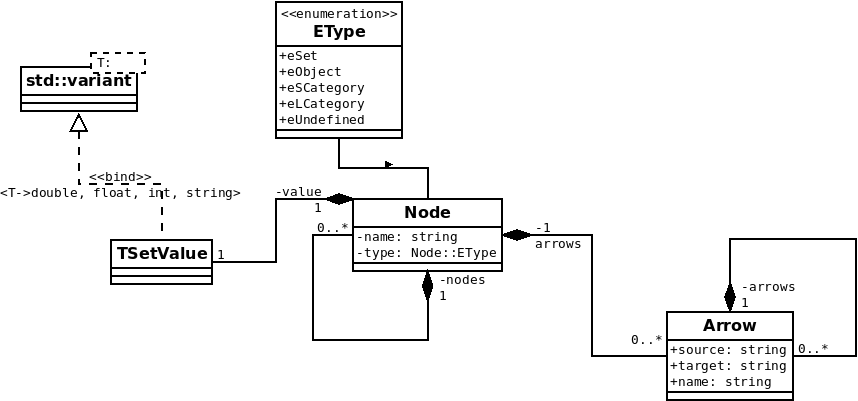 <<enumeration>>
EType
+eSet
+eObject
+eSCategory
+eLCategory
+eUndefined
T:
std::variant
<<bind>>
<T->double, float, int, string>
TSetValue
1
-value
1
Node
-name: string
-type: Node::EType
0..*
-nodes
1
-1
arrows
-arrows
1
Arrow
+source: string
+target: string
+name: string
0..*
0..*